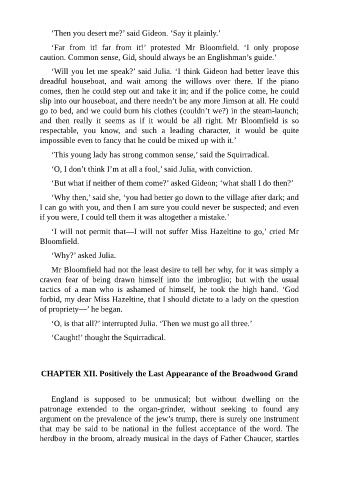 ‘Then you desert me?’ said Gideon. ‘Say it plainly.’
‘Far from it! far from it!’ protested Mr Bloomfield. ‘I only propose
caution. Common sense, Gid, should always be an Englishman’s guide.’
‘Will you let me speak?’ said Julia. ‘I think Gideon had better leave this
dreadful houseboat, and wait among the willows over there. If the piano
comes, then he could step out and take it in; and if the police come, he could
slip into our houseboat, and there needn’t be any more Jimson at all. He could
go to bed, and we could burn his clothes (couldn’t we?) in the steam-launch;
and then really it seems as if it would be all right. Mr Bloomfield is so
respectable, you know, and such a leading character, it would be quite
impossible even to fancy that he could be mixed up with it.’
‘This young lady has strong common sense,’ said the Squirradical.
‘O, I don’t think I’m at all a fool,’ said Julia, with conviction.
‘But what if neither of them come?’ asked Gideon; ‘what shall I do then?’
‘Why then,’ said she, ‘you had better go down to the village after dark; and
I can go with you, and then I am sure you could never be suspected; and even
if you were, I could tell them it was altogether a mistake.’
‘I will not permit that—I will not suffer Miss Hazeltine to go,’ cried Mr
Bloomfield.
‘Why?’ asked Julia.
Mr Bloomfield had not the least desire to tell her why, for it was simply a
craven fear of being drawn himself into the imbroglio; but with the usual
tactics of a man who is ashamed of himself, he took the high hand. ‘God
forbid, my dear Miss Hazeltine, that I should dictate to a lady on the question
of propriety—’ he began.
‘O, is that all?’ interrupted Julia. ‘Then we must go all three.’
‘Caught!’ thought the Squirradical.
CHAPTER XII. Positively the Last Appearance of the Broadwood Grand
England is supposed to be unmusical; but without dwelling on the
patronage extended to the organ-grinder, without seeking to found any
argument on the prevalence of the jew’s trump, there is surely one instrument
that may be said to be national in the fullest acceptance of the word. The
herdboy in the broom, already musical in the days of Father Chaucer, startles